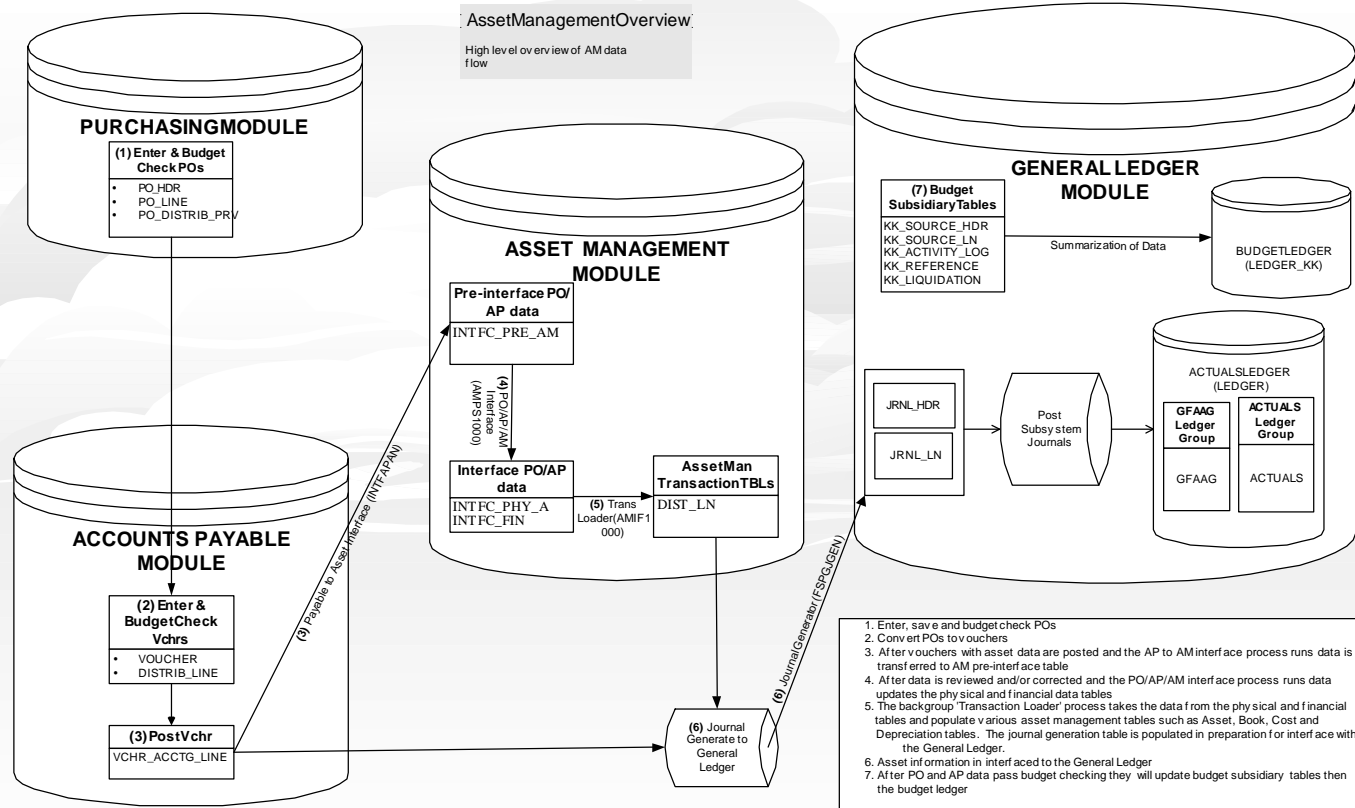 AssetManagementOverview
High level overview of AM data
flow
PURCHASINGMODULE
(1) Enter & Budget
Check POs
• PO_HDR
• PO_LINE
• PO_DISTRIB_PRV
ACCOUNTS PAYABLE
MODULE
(2) Enter &
BudgetCheck
Vchrs
• VOUCHER
• DISTRIB_LINE
(3) PostVchr
VCHR_ACCTG_LINE
(3) Payable to Asset Interface (INTFAPAN)
ASSET MANAGEMENT
MODULE
Pre-interface PO/
AP data
INTFC_PRE_AM
(4) PO/AP/AM
Interface
(AMPS1000)
Interface PO/AP
data
INTFC_PHY_A
INTFC_FIN
(5) Trans
Loader(AMIF1
000)
AssetMan
TransactionTBLs
DIST_LN
(6) Journal
Generate to
General
Ledger
(6) JournalGenerator(FSPGJGEN)
GENERAL LEDGER
MODULE
(7) Budget
SubsidiaryTables
KK_SOURCE_HDR
KK_SOURCE_LN
KK_ACTIVITY_LOG
KK_REFERENCE
KK_LIQUIDATION
Summarization of Data
BUDGETLEDGER
(LEDGER_KK)
JRNL_HDR
JRNL_LN
Post
Subsystem
Journals
ACTUALSLEDGER
(LEDGER)
GFAAG
Ledger
Group
GFAAG
ACTUALS
Ledger
Group
ACTUALS
1. Enter, save and budget check POs
2. Convert POs to vouchers
3. After vouchers with asset data are posted and the AP to AM interface process runs data is
transferred to AM pre-interface table
4. After data is reviewed and/or corrected and the PO/AP/AM interface process runs data
updates the physical and financial data tables
5. The backgroup 'Transaction Loader' process takes the data from the physical and financial
tables and populate various asset management tables such as Asset, Book, Cost and
Depreciation tables. The journal generation table is populated in preparation for interface with
the General Ledger.
6. Asset information in interfaced to the General Ledger
7. After PO and AP data pass budget checking they will update budget subsidiary tables then
the budget ledger